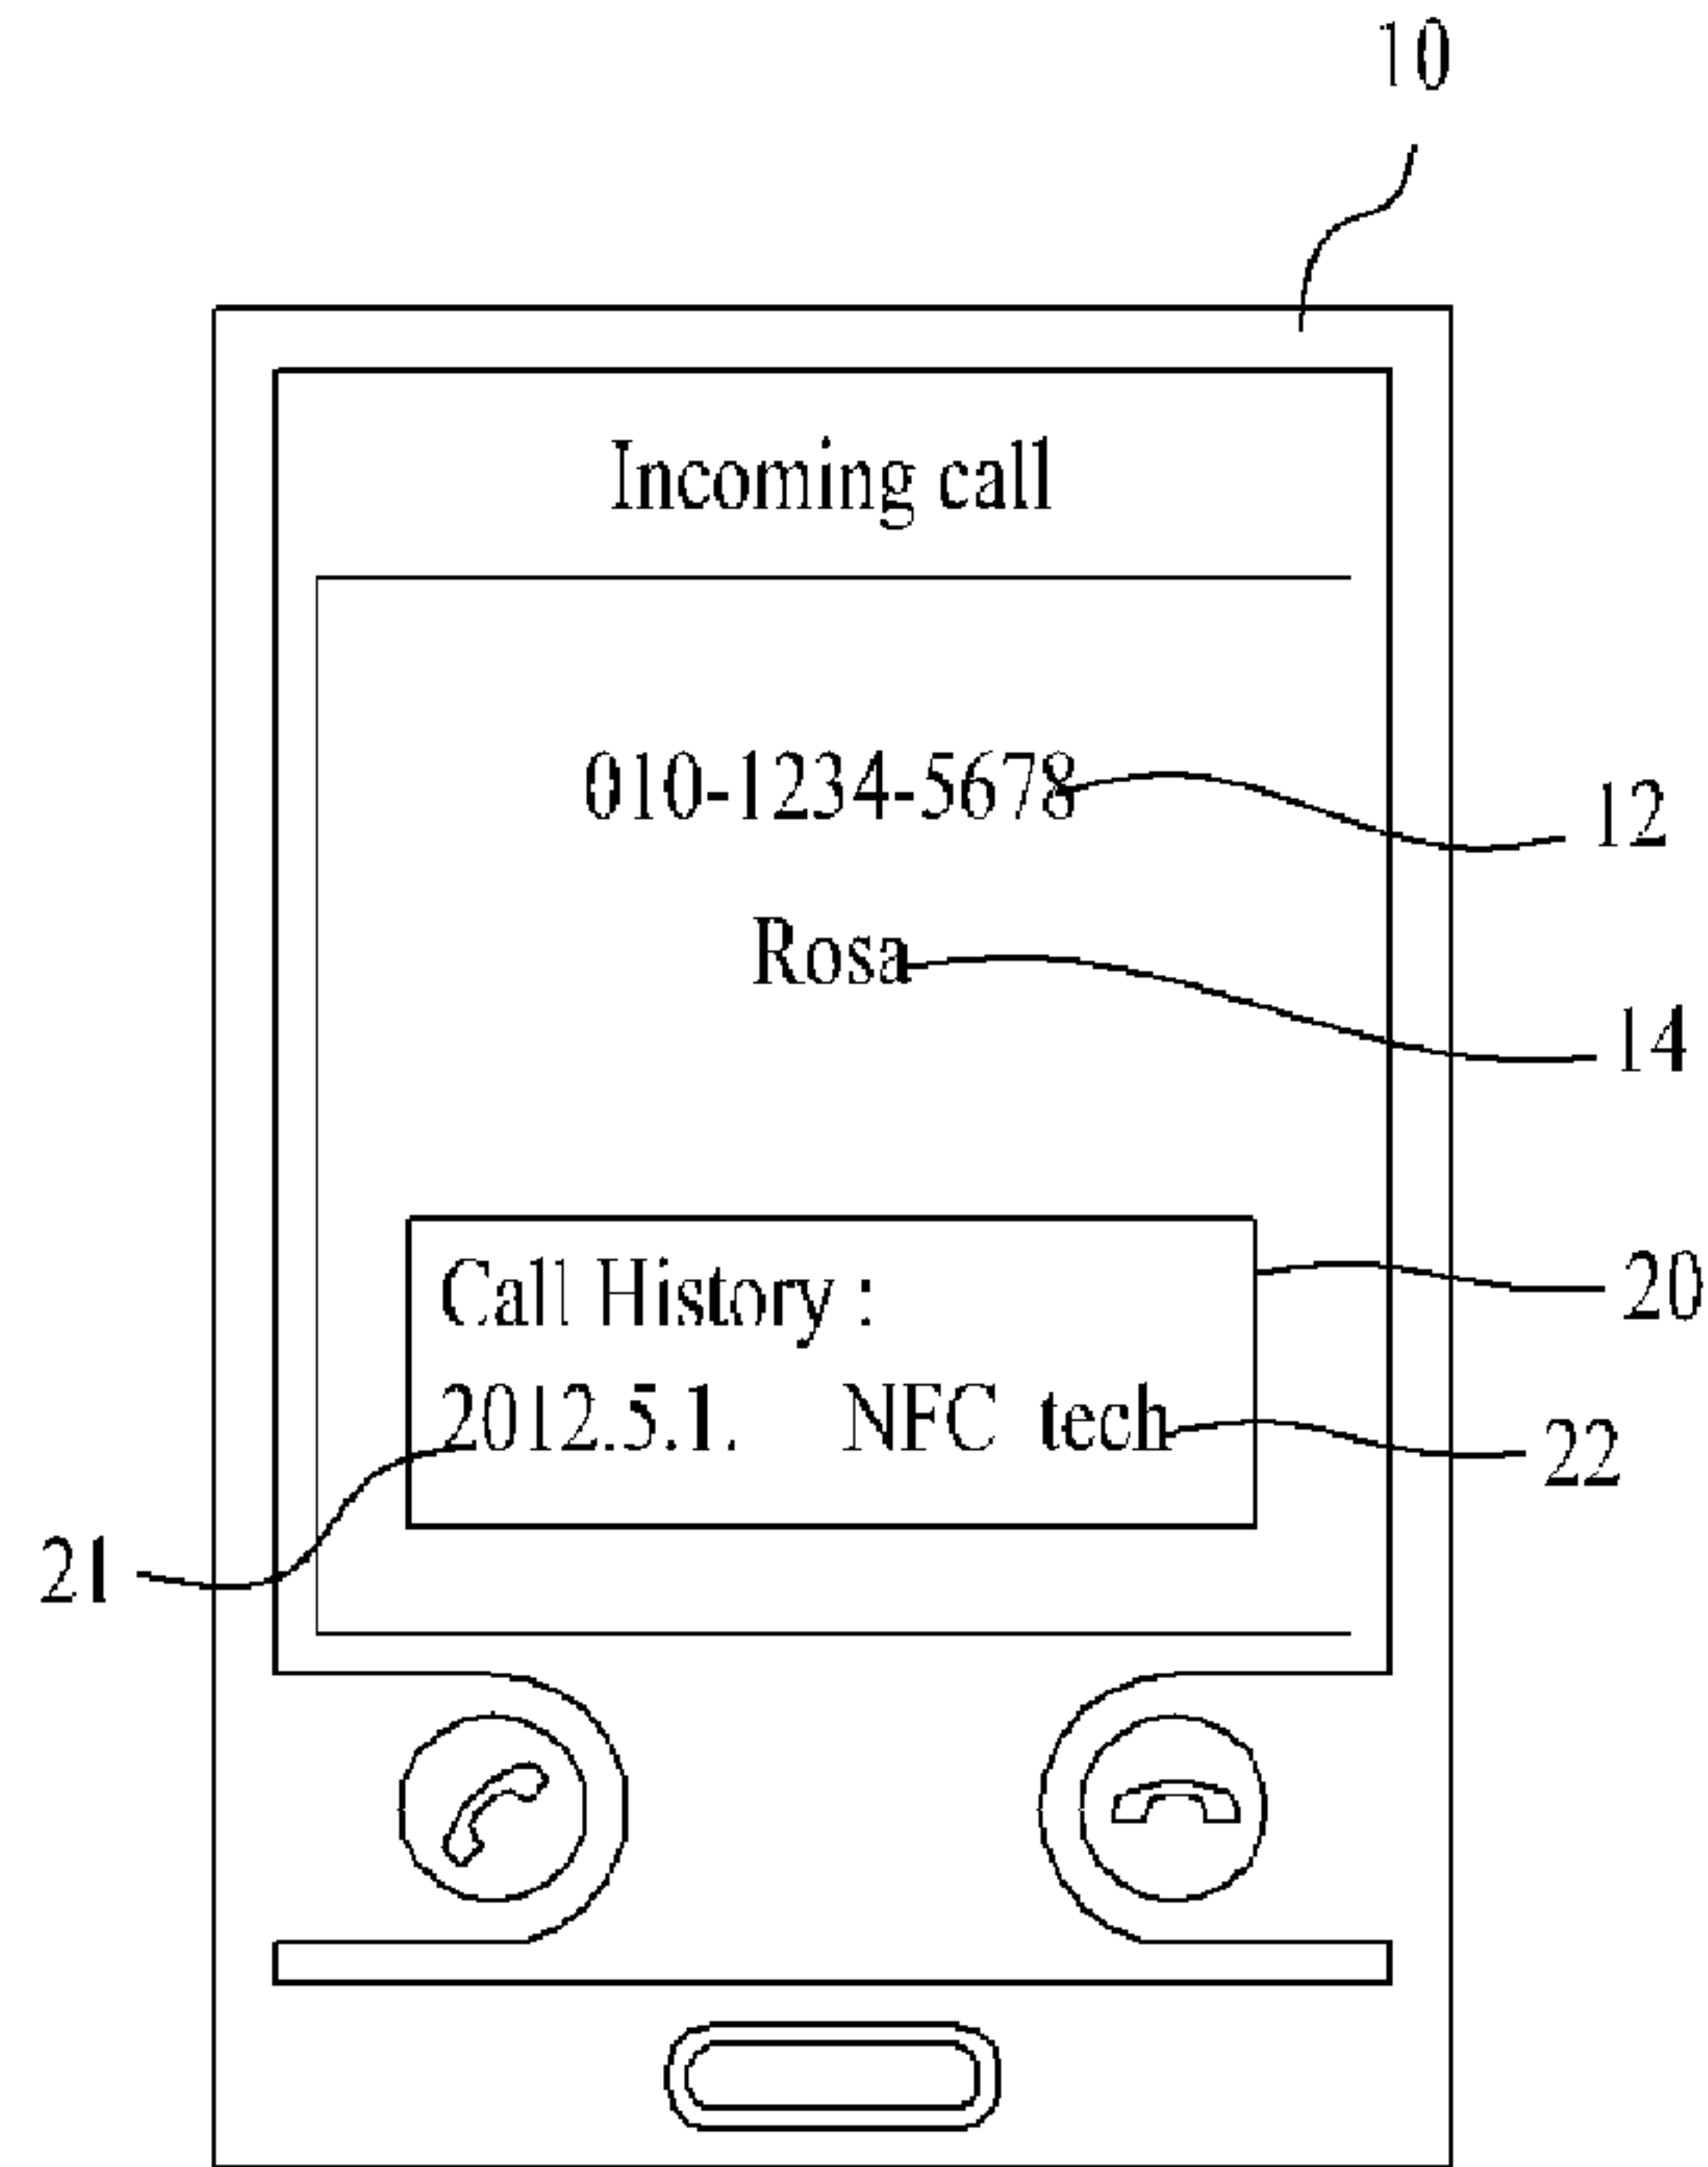 10
Incoming call
010-1234-5678
12
Rosa
14
Call History :
20
2012.5.1. NFC tech
22
21